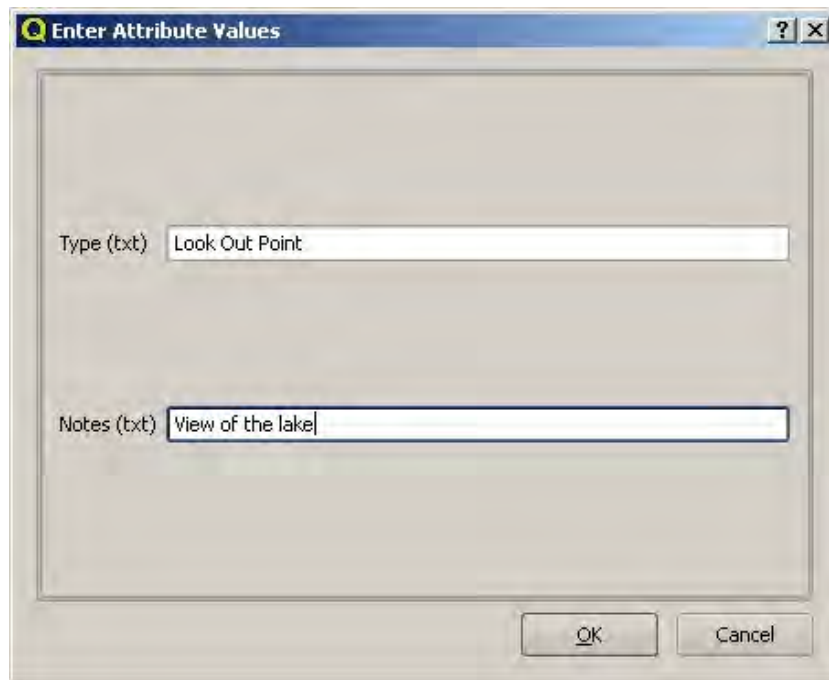 Enter Attribute Values
Type (txt) Look Out Point
Notes (txt) View of the lake
OK Cancel